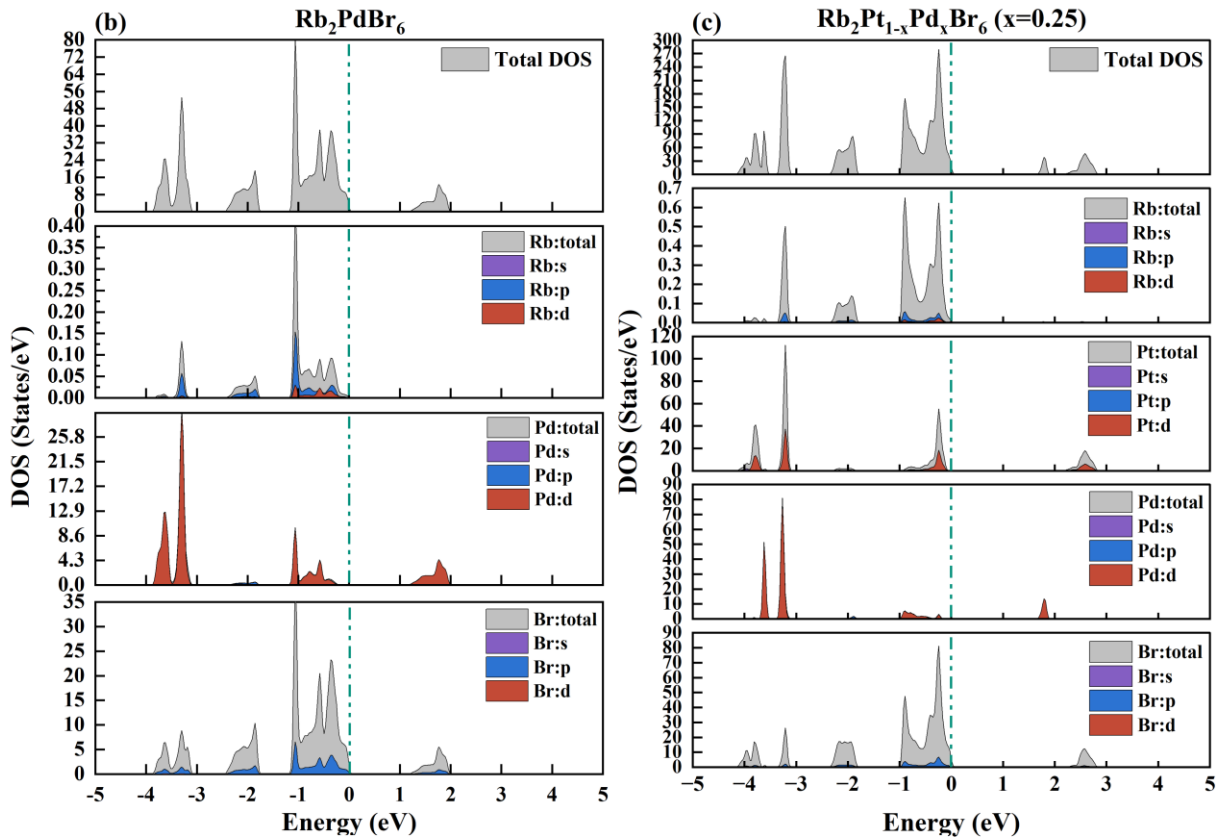 (b)
Rb₂PdBr₆
80
72
64
56
48
40
32
24
16
8
0
Total DOS
0.40
0.35
0.30
0.25
0.20
0.15
0.10
0.05
0.00
Rb:total
Rb:s
Rb:p
Rb:d
25.8
21.5
17.2
12.9
8.6
4.3
0.0
Pd:total
Pd:s
Pd:p
Pd:d
35
30
25
20
15
10
5
0
Br:total
Br:s
Br:p
Br:d
DOS (States/eV)
-5 -4 -3 -2 -1 0 1 2 3 4 5
Energy (eV)
(c)
Rb₂Pt₁₋ₓPdₓBr₆ (x=0.25)
300
270
240
210
180
150
120
90
60
30
0
Total DOS
0.7
0.6
0.5
0.4
0.3
0.2
0.1
0.0
Rb:total
Rb:s
Rb:p
Rb:d
120
100
80
60
40
20
0
Pt:total
Pt:s
Pt:p
Pt:d
90
80
70
60
50
40
30
20
10
0
Pd:total
Pd:s
Pd:p
Pd:d
90
80
70
60
50
40
30
20
10
0
Br:total
Br:s
Br:p
Br:d
DOS (States/eV)
−5 −4 −3 −2 −1 0 1 2 3 4 5
Energy (eV)